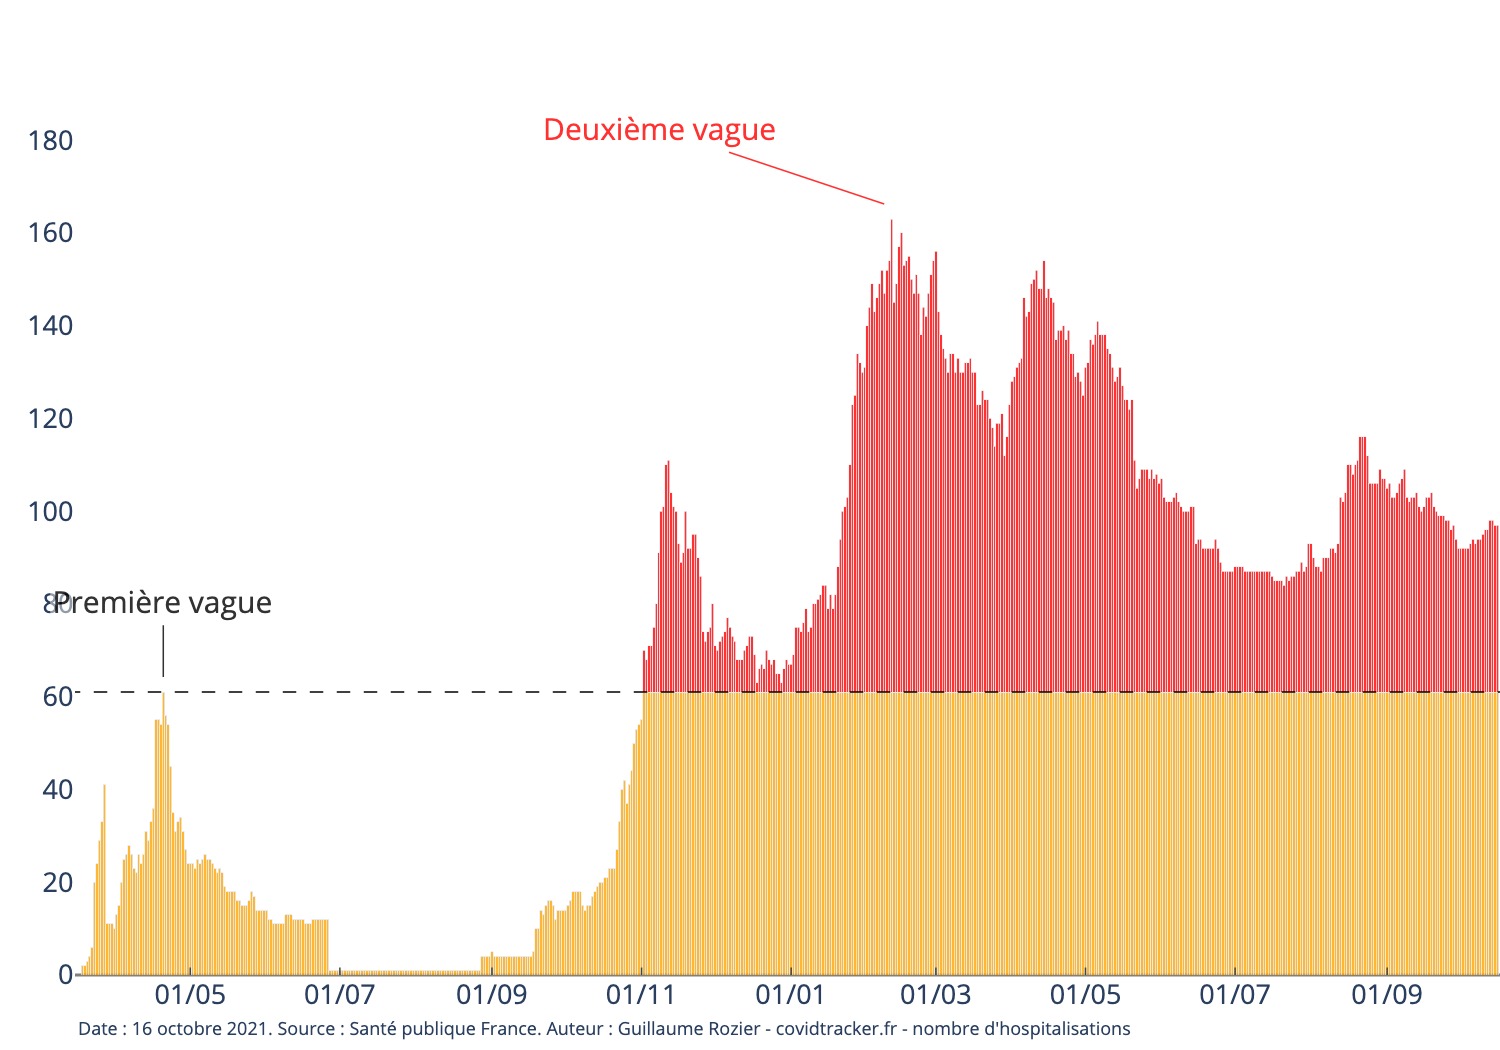 Deuxième vague
180
160
140
120
100
80
Première vague
60
40
20
0
01/05 01/07 01/09 01/11 01/01 01/03 01/05 01/07 01/09
Date : 16 octobre 2021. Source : Santé publique France. Auteur : Guillaume Rozier - covidtracker.fr - nombre d'hospitalisations